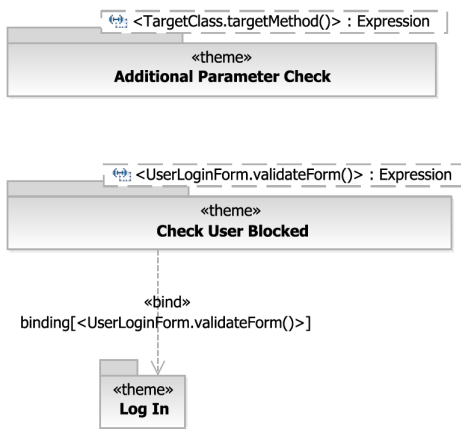 <TargetClass.targetMethod()> : Expression
«theme»
Additional Parameter Check
<UserLoginForm.validateForm()> : Expression
«theme»
Check User Blocked
«bind»
binding[<UserLoginForm.validateForm()>]
«theme»
Log In